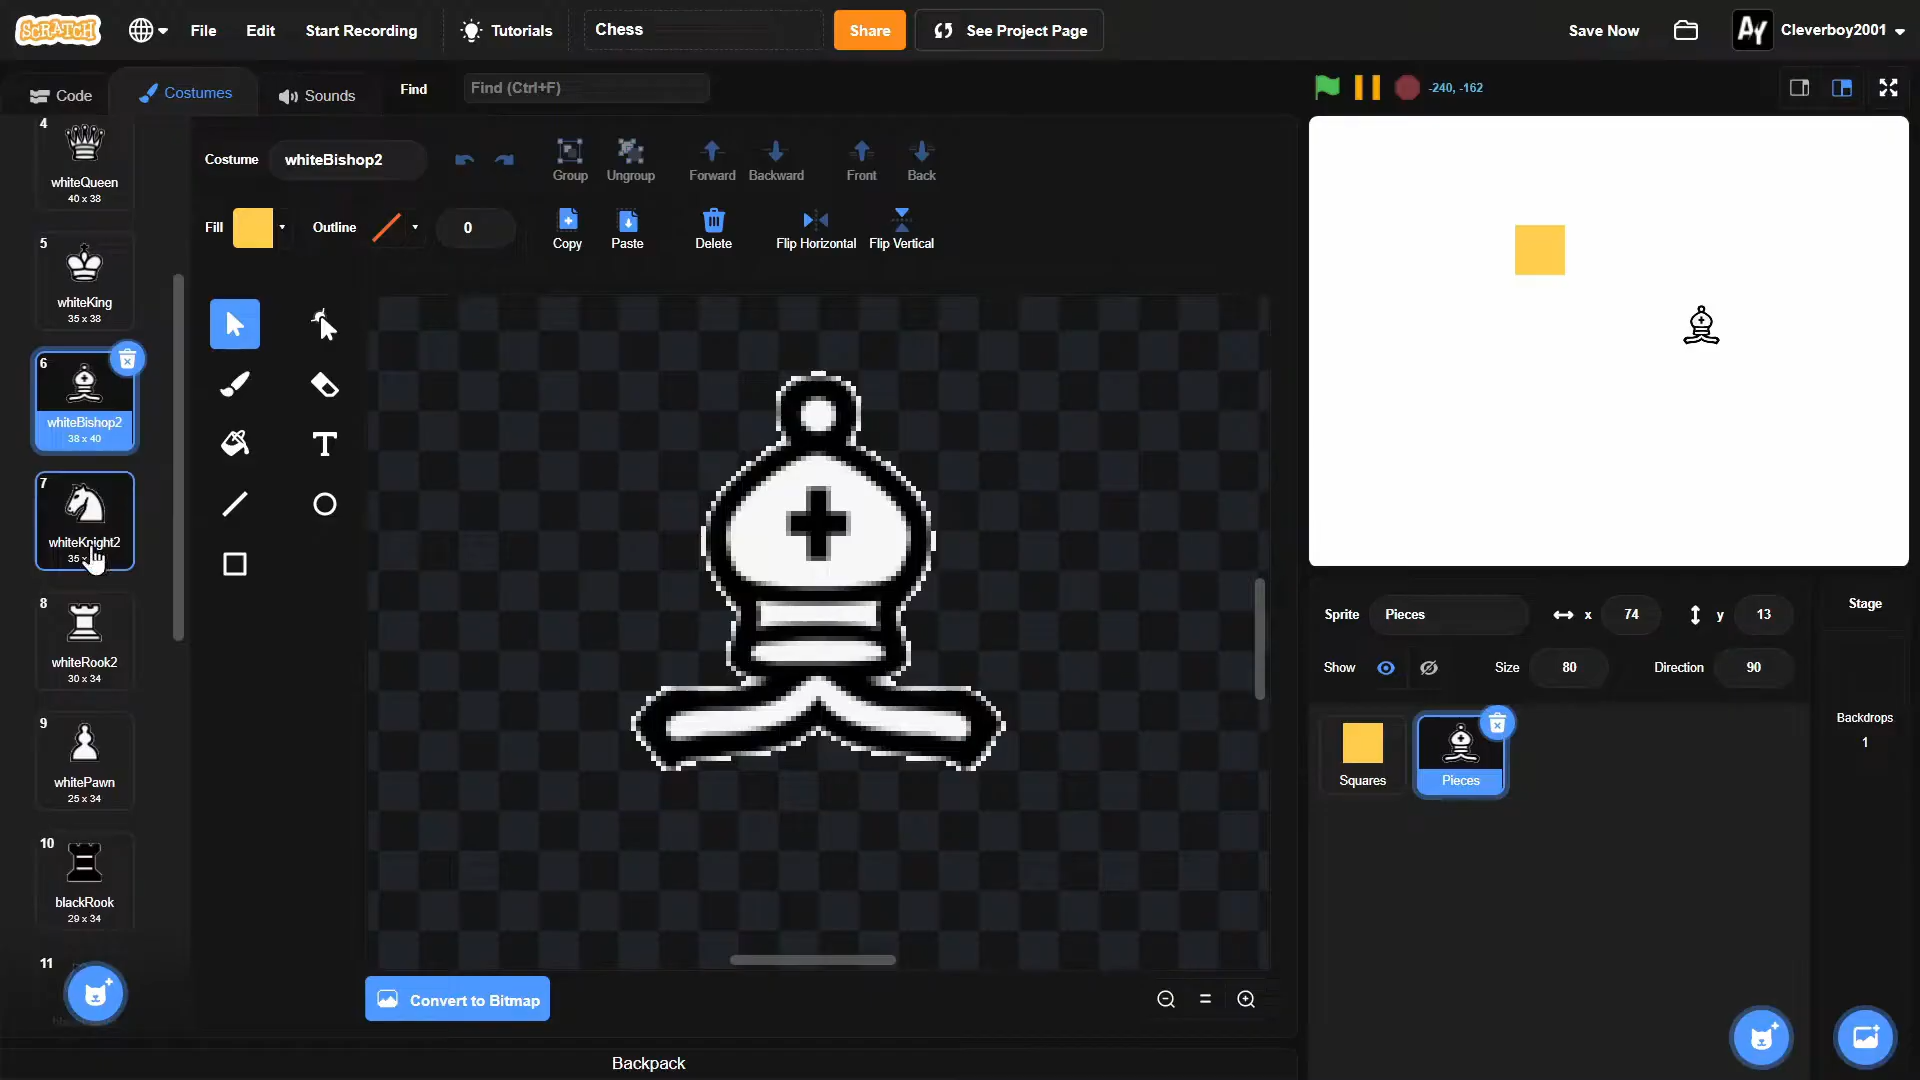 SCRATCH
File
Edit
Start Recording
Tutorials
Chess
Share
See Project Page
Save Now
Ay
Cleverboy2001
Code
Costumes
Sounds
Find
Find (Ctrl+F)
-240, -162
4
whiteQueen
40 x 38
5
whiteKing
35 x 38
6
whiteBishop2
38 x 40
7
whiteKnight2
35 x
8
whiteRook2
30 x 34
9
whitePawn
25 x 34
10
blackRook
29 x 34
11
Costume
whiteBishop2
Group
Ungroup
Forward
Backward
Front
Back
Fill
Outline
0
Copy
Paste
Delete
Flip Horizontal
Flip Vertical
T
Convert to Bitmap
Backpack
Sprite
Pieces
x
74
y
13
Show
Size
80
Direction
90
Squares
Pieces
Stage
Backdrops
1